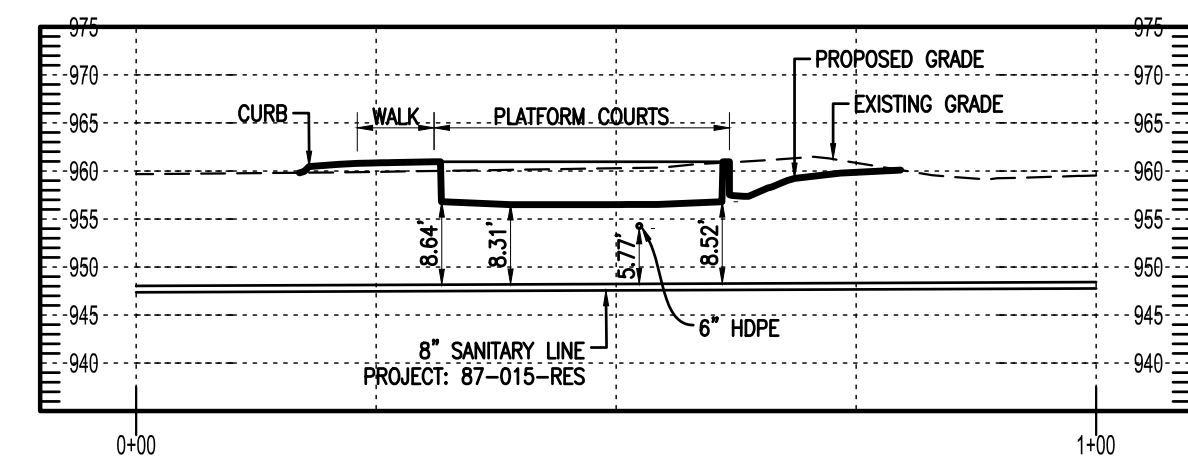 975 975
970 970
PROPOSED GRADE
EXISTING GRADE
CURB WALK PLATFORM COURTS
965 965
960 960
955 955
8.64' 8.31' 5.77' 8.52'
950 950
945 945
6" HDPE
8" SANITARY LINE
940 940
PROJECT: 87-015-RES
0+00 1+00